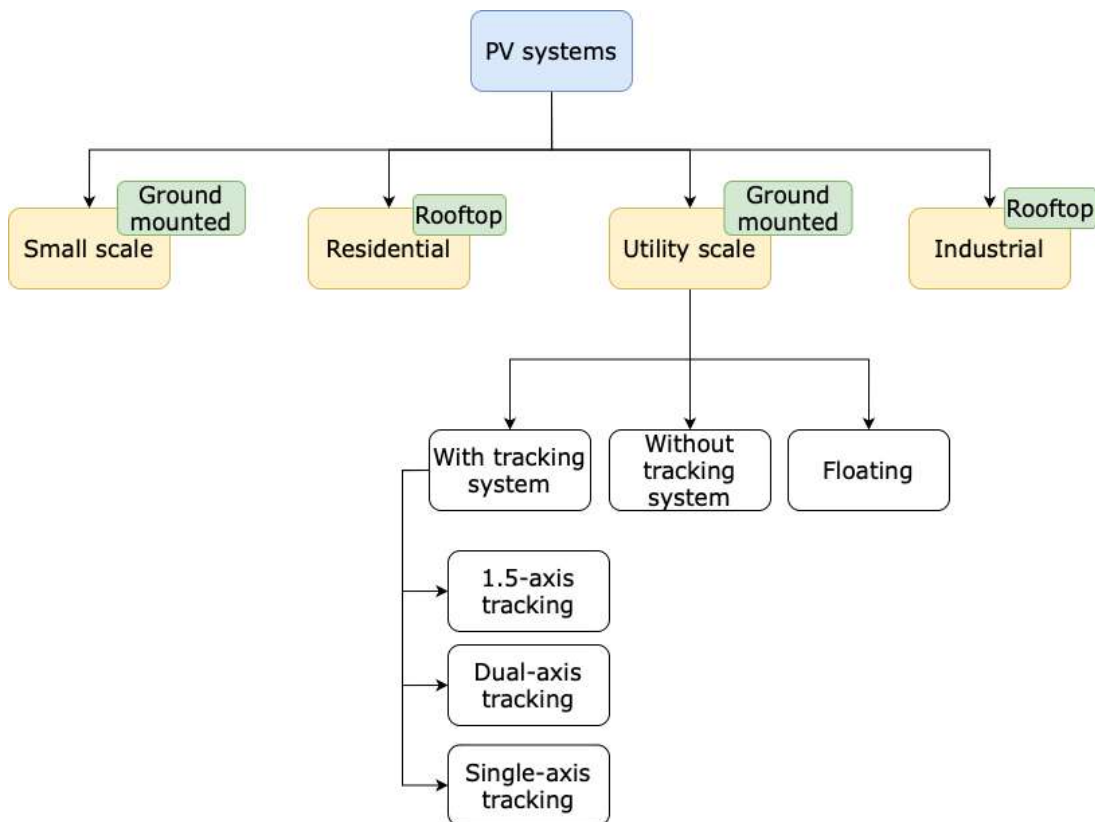 PV systems
Ground
mounted
Small scale
Rooftop
Residential
Ground
mounted
Utility scale
Rooftop
Industrial
With tracking
system
Without
tracking
system
Floating
1.5-axis
tracking
Dual-axis
tracking
Single-axis
tracking